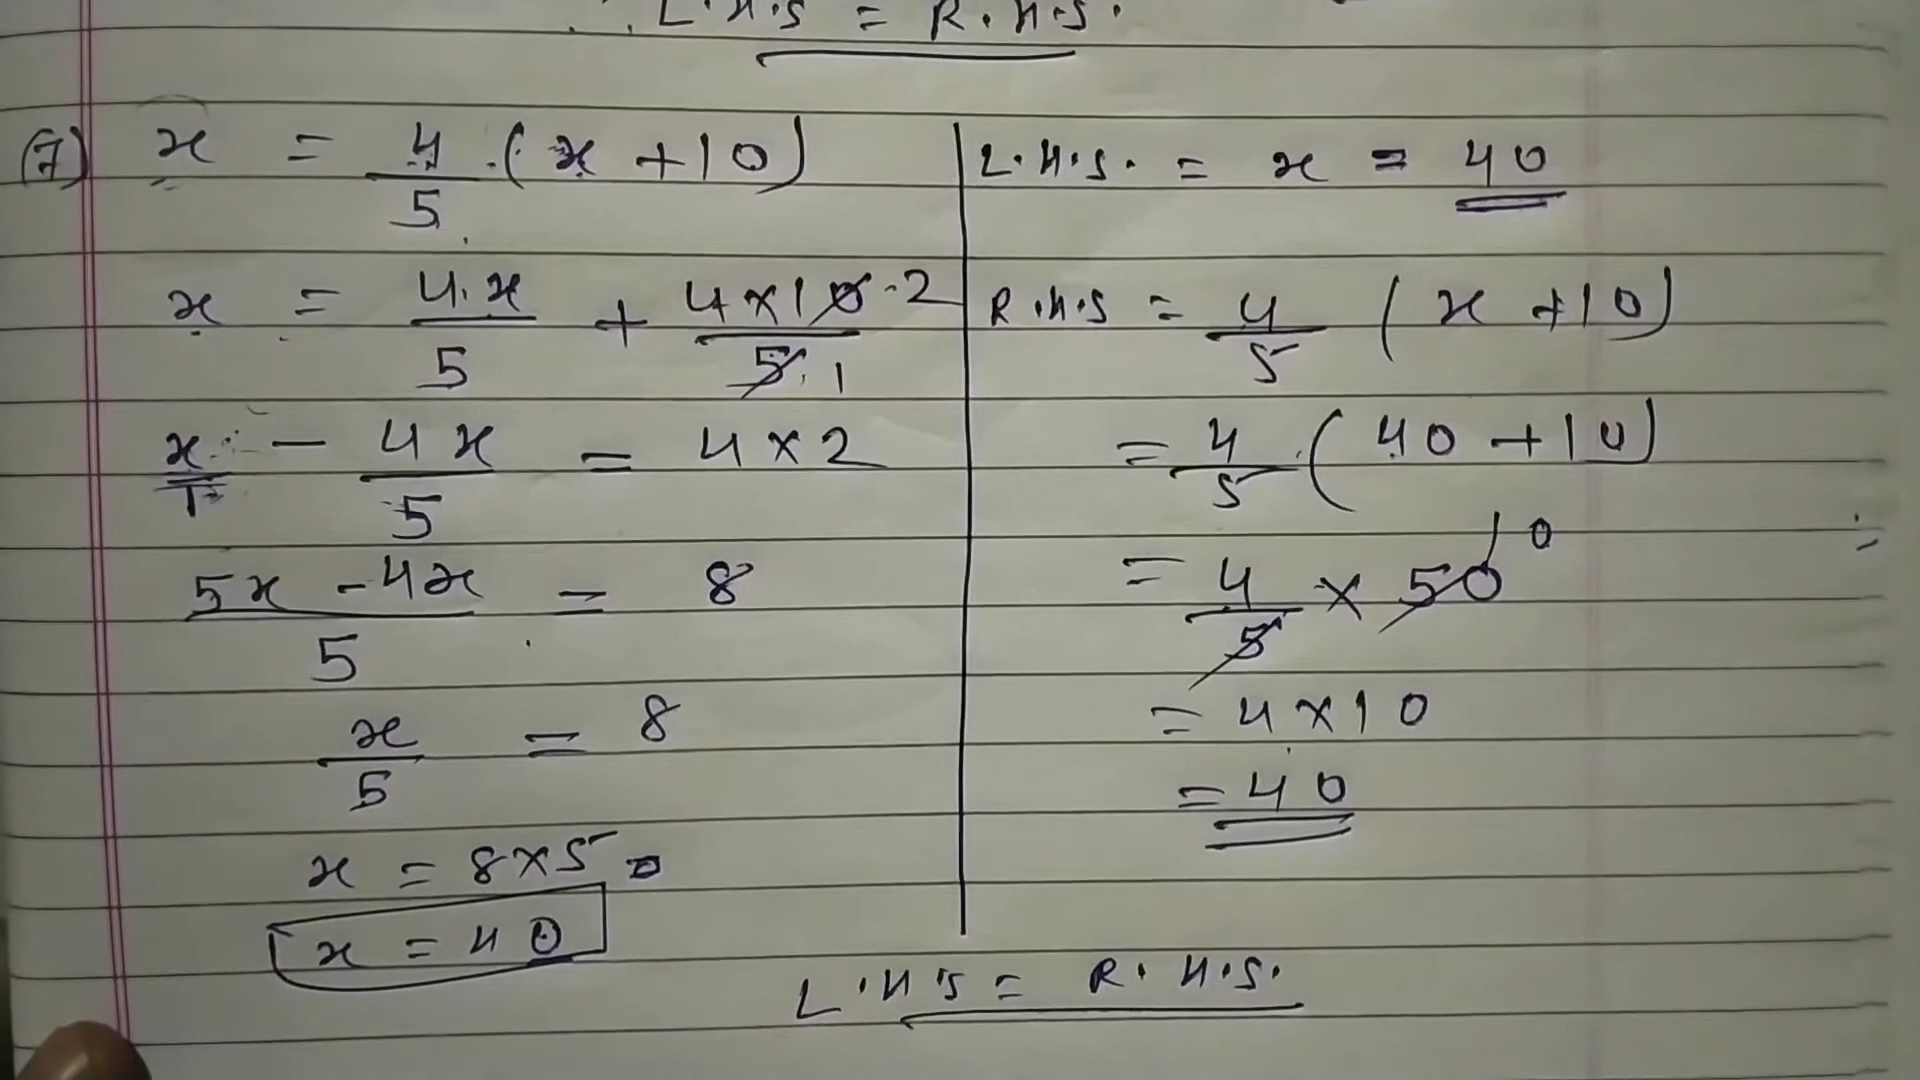 ∴ L.H.S = R.H.S.
(7) x = 4/5 (x + 10)
x = 4x/5 + 4×10 2/5 1
x/1 - 4x/5 = 4×2
5x - 4x/5 = 8
x/5 = 8
x = 8×5
x = 40
L.H.S. = x = 40
R.H.S = 4/5 (x + 10)
= 4/5 (40 + 10)
= 4/5 × 50 10
= 4×10
= 40
L.H.S = R.H.S.